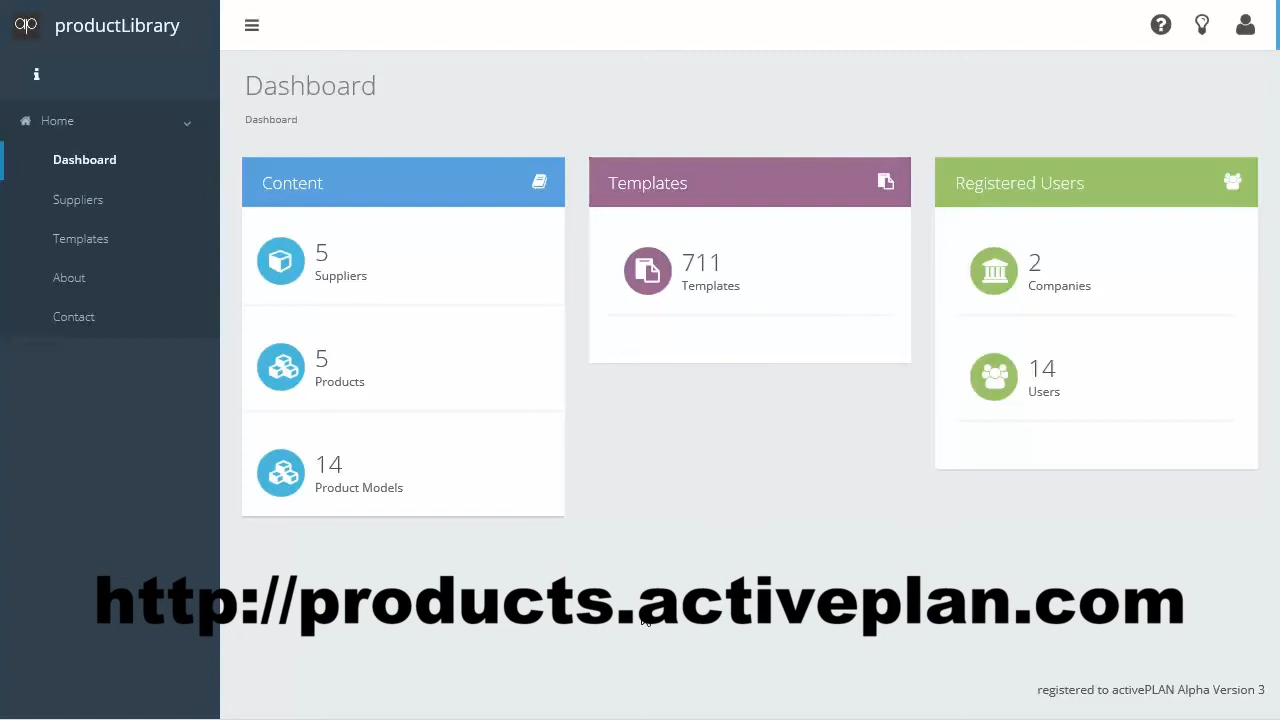 productLibrary
Home
Dashboard
Suppliers
Templates
About
Contact
Dashboard
Dashboard
Content
5
Suppliers
5
Products
14
Product Models
Templates
711
Templates
Registered Users
2
Companies
14
Users
http://products.activeplan.com
registered to activePLAN Alpha Version 3